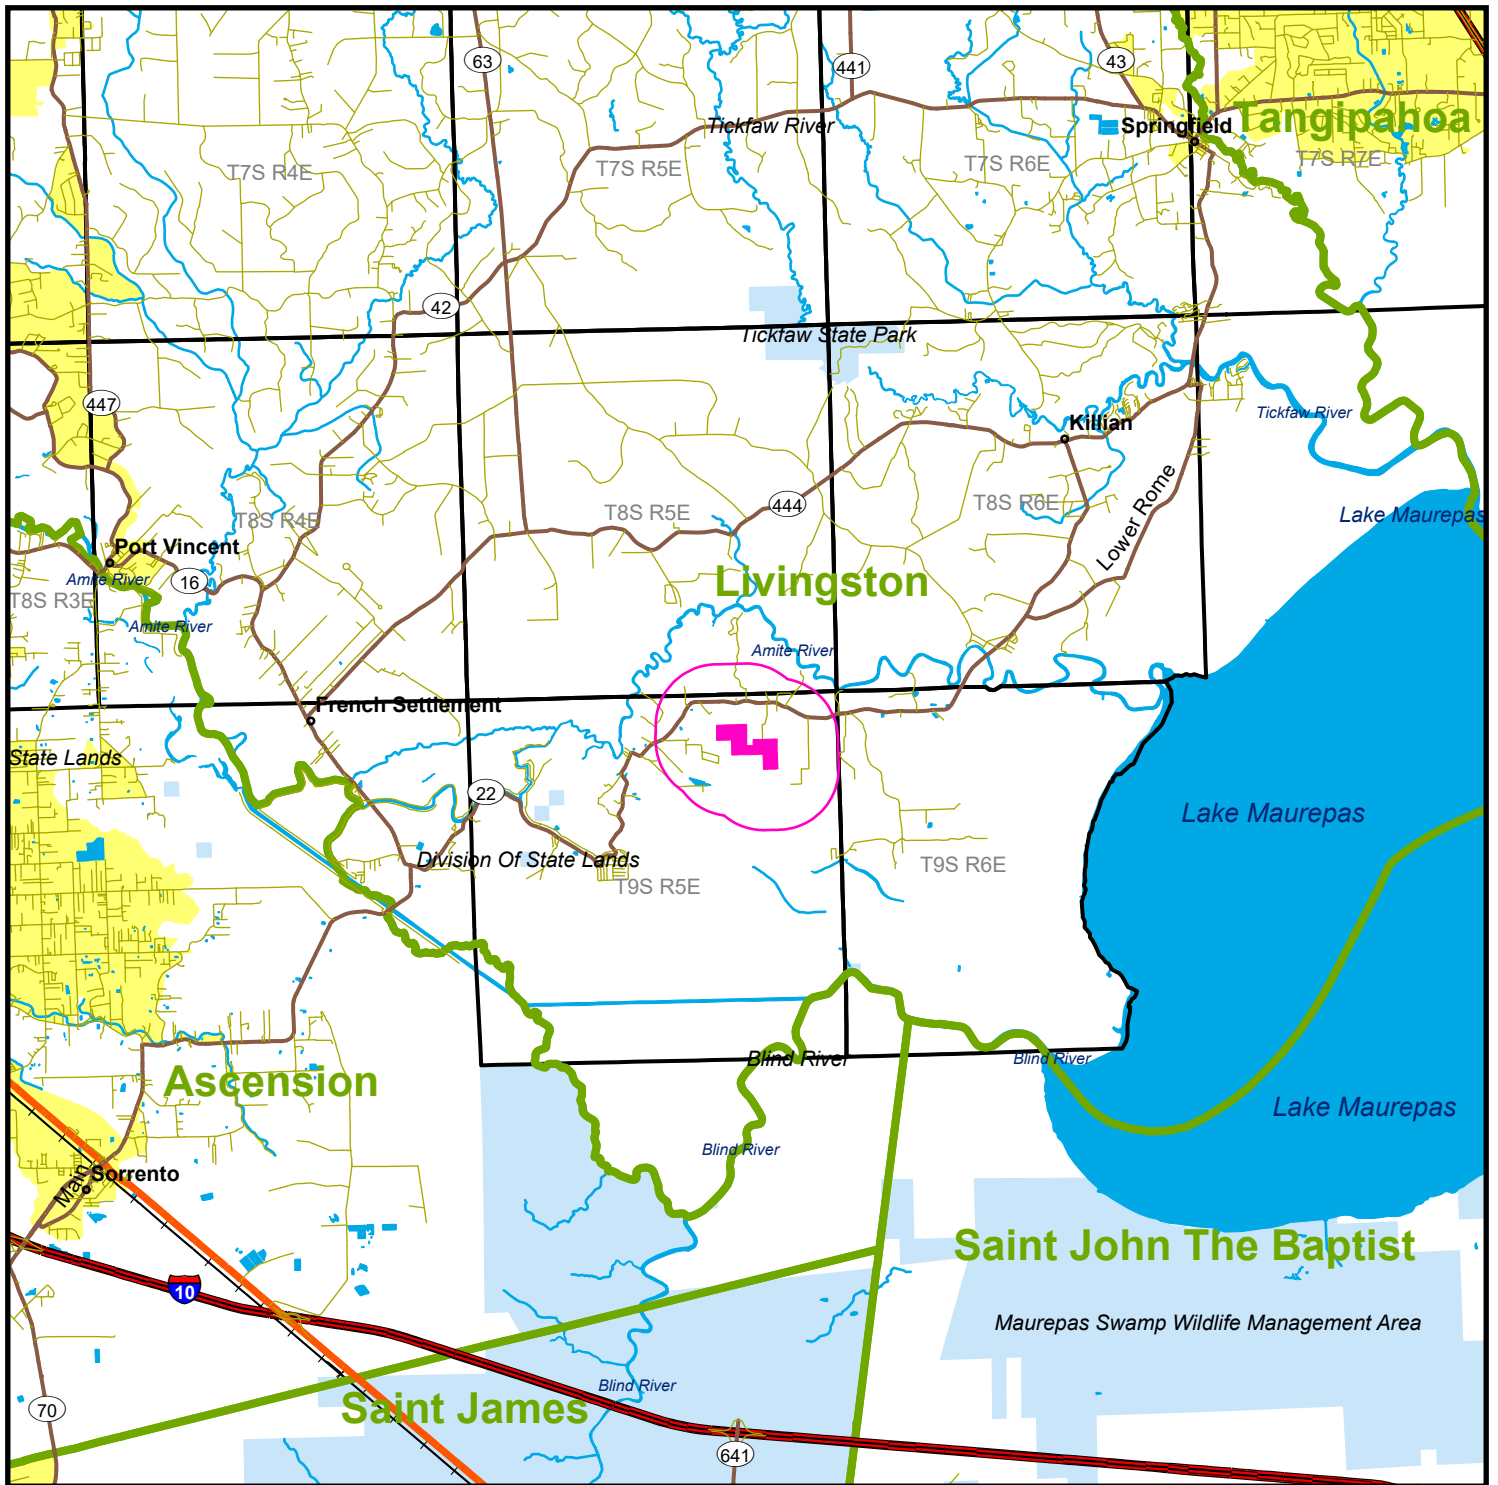 63
441
43
Tickfaw River
Springfield
Tangipahoa
T7S R4E
T7S R5E
T7S R6E
T7S R7E
42
Tickfaw State Park
447
Killian
Tickfaw River
T8S R4E
T8S R5E
444
T8S R6E
Lower Rome
Lake Maurepas
Port Vincent
Amite River
16
Livingston
T8S R3E
Amite River
Amite River
French Settlement
State Lands
22
Lake Maurepas
Division Of State Lands
T9S R5E
T9S R6E
Ascension
Blind River
Blind River
Lake Maurepas
Blind River
Main
Sorrento
Saint John The Baptist
10
Maurepas Swamp Wildlife Management Area
Blind River
Saint James
70
641